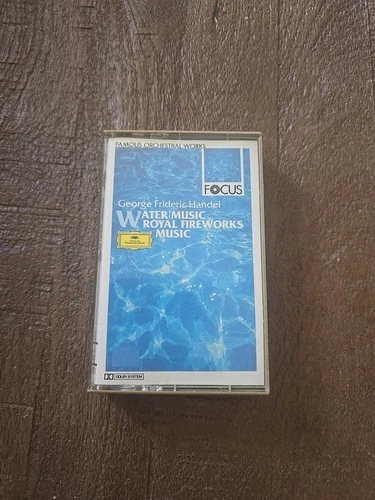 FAMOUS ORCHESTRAL WORKS
FOCUS
George Frideric Handel
WATER MUSIC
ROYAL FIREWORKS
MUSIC
DOLBY SYSTEM